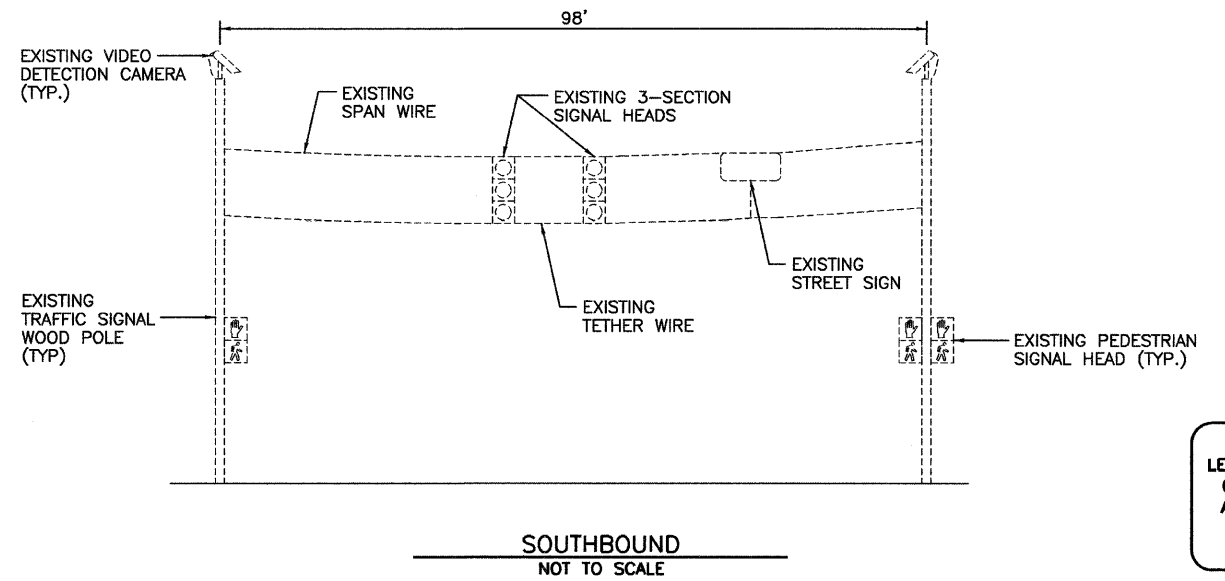 98'
EXISTING VIDEO
DETECTION CAMERA
(TYP.)
EXISTING
SPAN WIRE
EXISTING 3-SECTION
SIGNAL HEADS
EXISTING
STREET SIGN
EXISTING
TETHER WIRE
EXISTING
TRAFFIC SIGNAL
WOOD POLE
(TYP)
EXISTING PEDESTRIAN
SIGNAL HEAD (TYP.)
LE
SOUTHBOUND
NOT TO SCALE